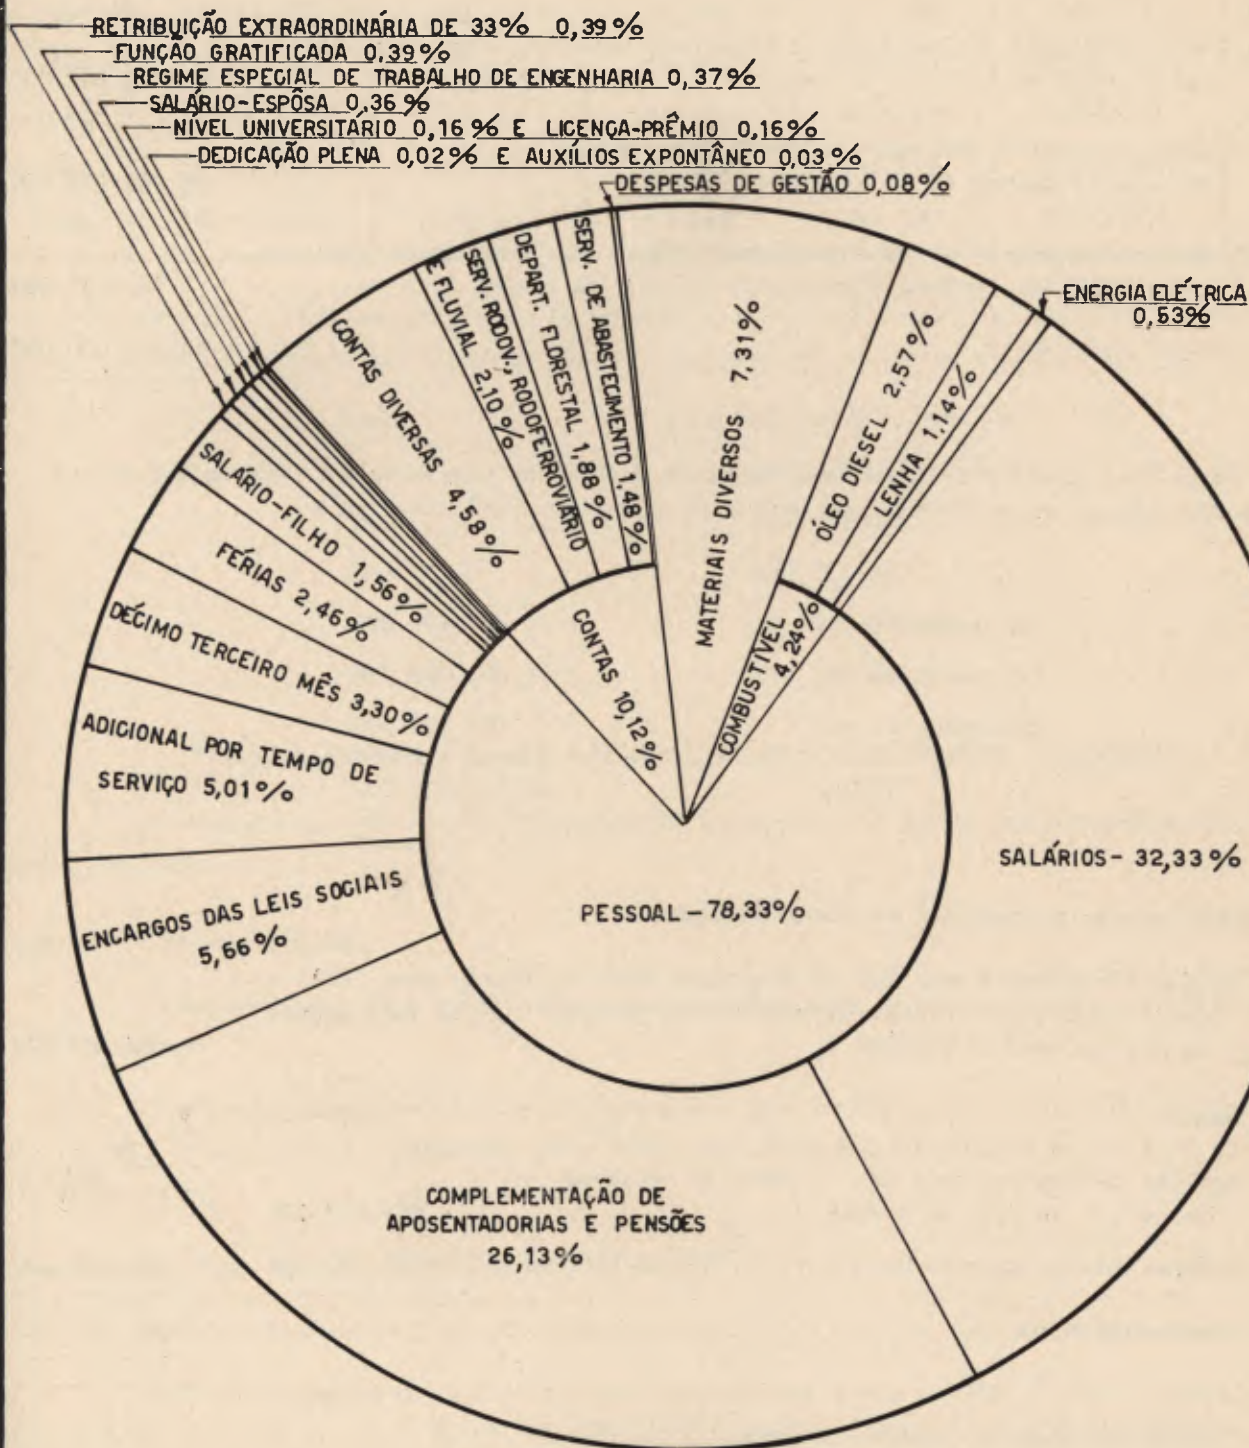 RETRIBUIÇÃO EXTRAORDINÁRIA DE 33% 0,39%
FUNÇÃO GRATIFICADA 0,39%
REGIME ESPECIAL DE TRABALHO DE ENGENHARIA 0,37%
SALÁRIO-ESPÔSA 0,36%
NÍVEL UNIVERSITÁRIO 0,16% E LICENÇA-PRÊMIO 0,16%
DEDICAÇÃO PLENA 0,02% E AUXÍLIOS EXPONTÂNEO 0,03%
DESPESAS DE GESTÃO 0,08%
ENERGIA ELÉTRICA
0,53%
SALÁRIO-FILHO 1,56%
FÉRIAS 2,46%
DÉCIMO TERCEIRO MÊS 3,30%
ADICIONAL POR TEMPO DE
SERVIÇO 5,01%
ENCARGOS DAS LEIS SOCIAIS
5,66%
CONTAS DIVERSAS 4,58%
SERV. RODOV., RODOFERROVIÁRIO
E FLUVIAL 2,10%
DEPART. FLORESTAL 1,88%
SERV. DE ABASTECIMENTO 1,48%
MATERIAIS DIVERSOS 7,31%
ÓLEO DIESEL 2,57%
LENHA 1,14%
CONTAS 10,12%
COMBUSTÍVEL
4,24%
SALÁRIOS- 32,33%
PESSOAL-78,33%
COMPLEMENTAÇÃO DE
APOSENTADORIAS E PENSÕES
26,13%